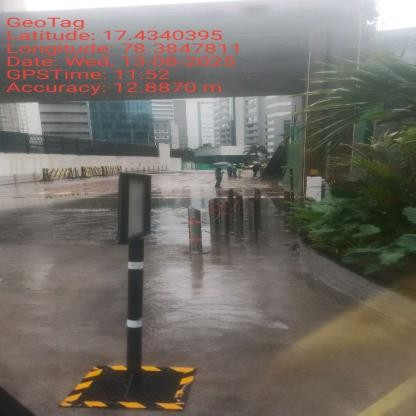 GeoTag
Latitude: 17.4340395
Longitude: 78.3847811
Date: Wed, 13-08-2025
GPSTime: 11:52
Accuracy: 12.8870 m